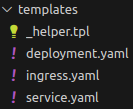 templates
_helper.tpl
! deployment.yaml
! ingress.yaml
! service.yaml